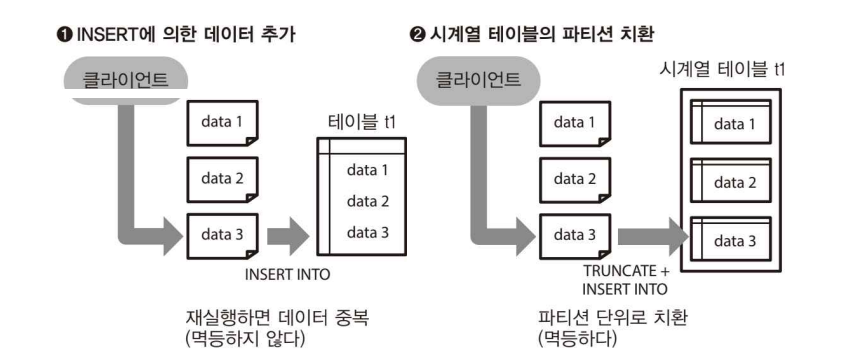 ❶ INSERT에 의한 데이터 추가
클라이언트
data 1
data 2
data 3
테이블 t1
data 1
data 2
data 3
INSERT INTO
재실행하면 데이터 중복
(멱등하지 않다)
❷ 시계열 테이블의 파티션 치환
클라이언트
data 1
data 2
data 3
시계열 테이블 t1
data 1
data 2
data 3
TRUNCATE +
INSERT INTO
파티션 단위로 치환
(멱등하다)